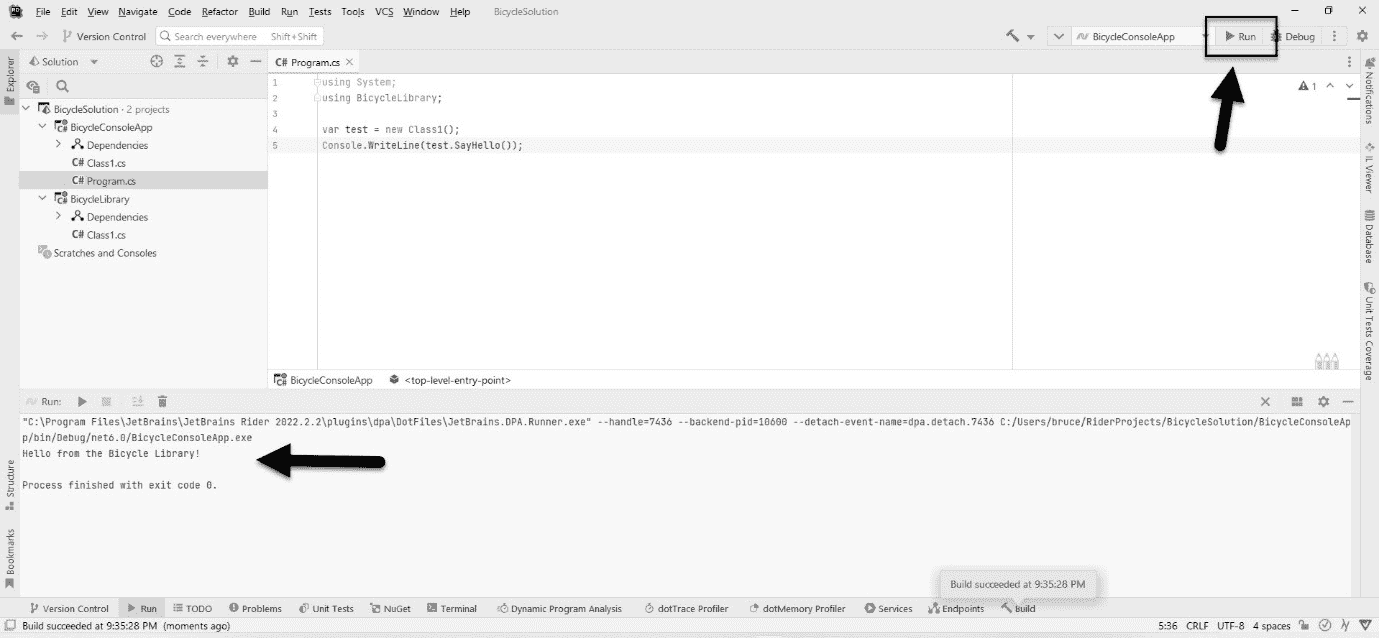 File Edit View Navigate Code Refactor Build Run Tests Tools VCS Window Help BicycleSolution
Version Control Search everywhere Shift+Shift BicycleConsoleApp Run Debug
Solution
Program.cs
1 using System;
2 using BicycleLibrary;
3
4 var test = new Class1();
5 Console.WriteLine(test.SayHello());
1
BicycleSolution · 2 projects
BicycleConsoleApp
Dependencies
C# Class1.cs
C# Program.cs
BicycleLibrary
Dependencies
C# Class1.cs
Scratches and Consoles
Explorer
Structure
Bookmarks
Notifications
IL Viewer
Database
Unit Tests Coverage
BicycleConsoleApp <top-level-entry-point>
Run:
"C:\Program Files\JetBrains\JetBrains Rider 2022.2.2\plugins\dpa\DotFiles\JetBrains.DPA.Runner.exe" --handle=7436 --backend-pid=10600 --detach-event-name=dpa.detach.7436 C:/Users/bruce/RiderProjects/BicycleSolution/BicycleConsoleAp
p/bin/Debug/net6.0/BicycleConsoleApp.exe
Hello from the Bicycle Library!
Process finished with exit code 0.
Build succeeded at 9:35:28 PM
Version Control Run TODO Problems Unit Tests NuGet Terminal Dynamic Program Analysis dotTrace Profiler dotMemory Profiler Services Endpoints Build
Build succeeded at 9:35:28 PM (moments ago) 5:36 CRLF UTF-8 4 spaces